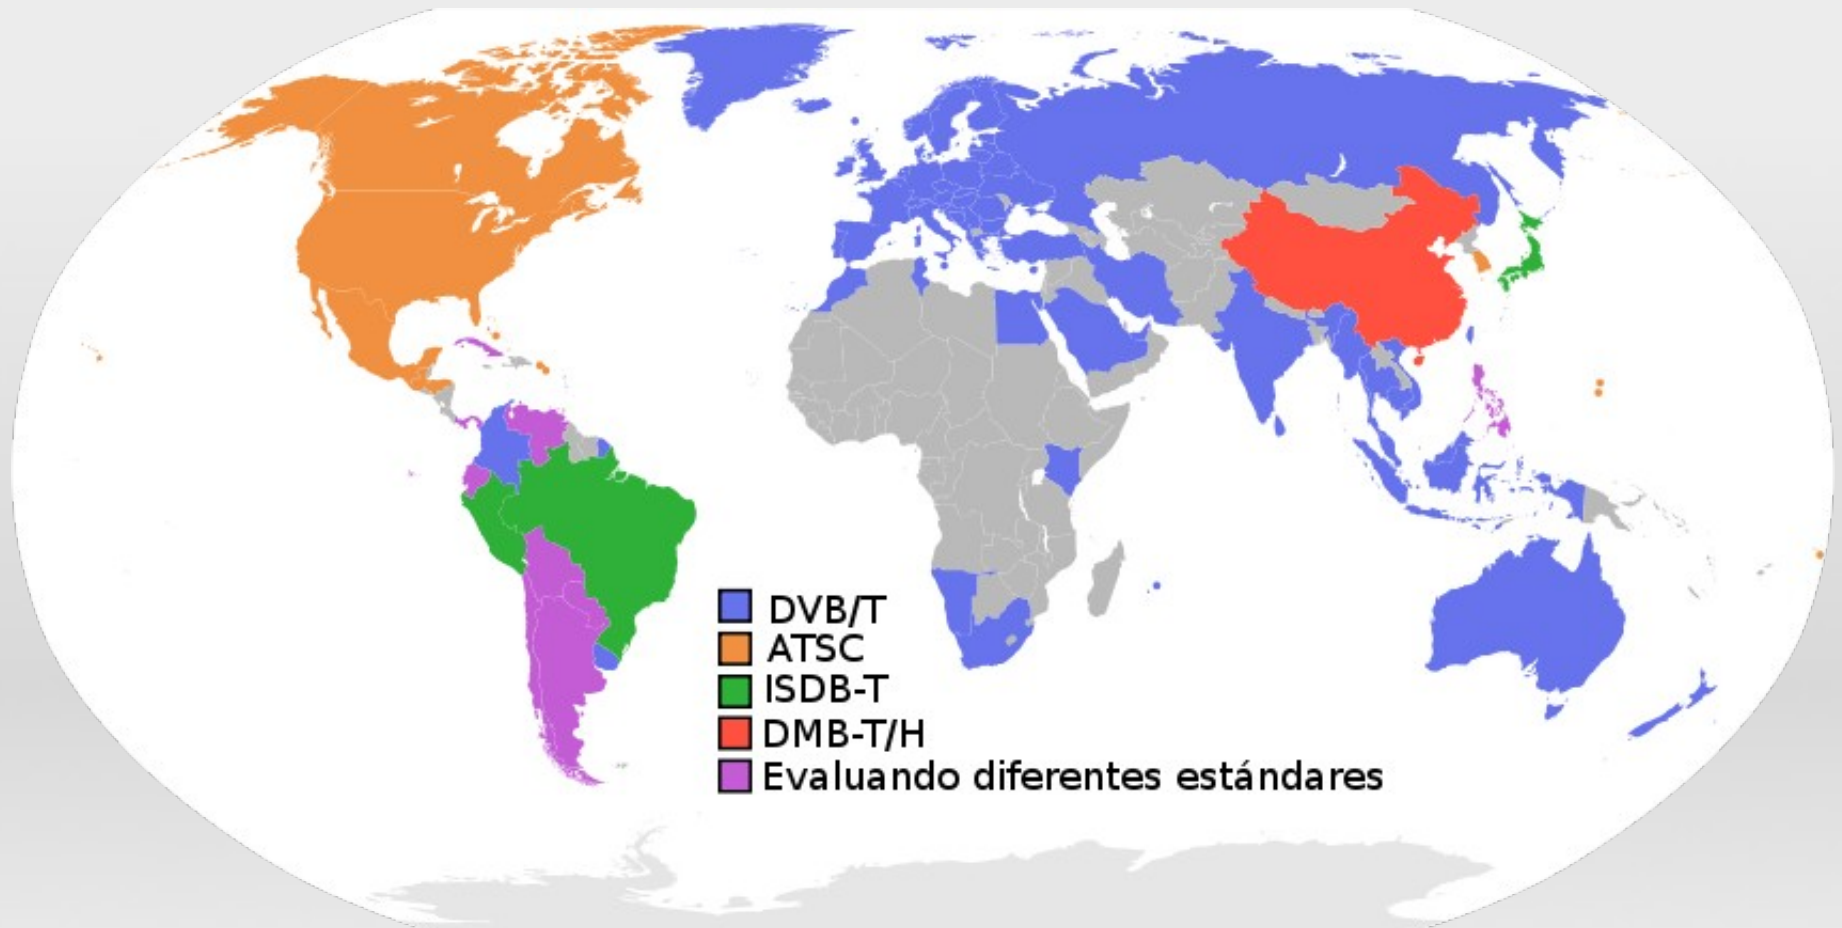 DVB/T
ATSC
ISDB-T
DMB-T/H
Evaluando diferentes estándares